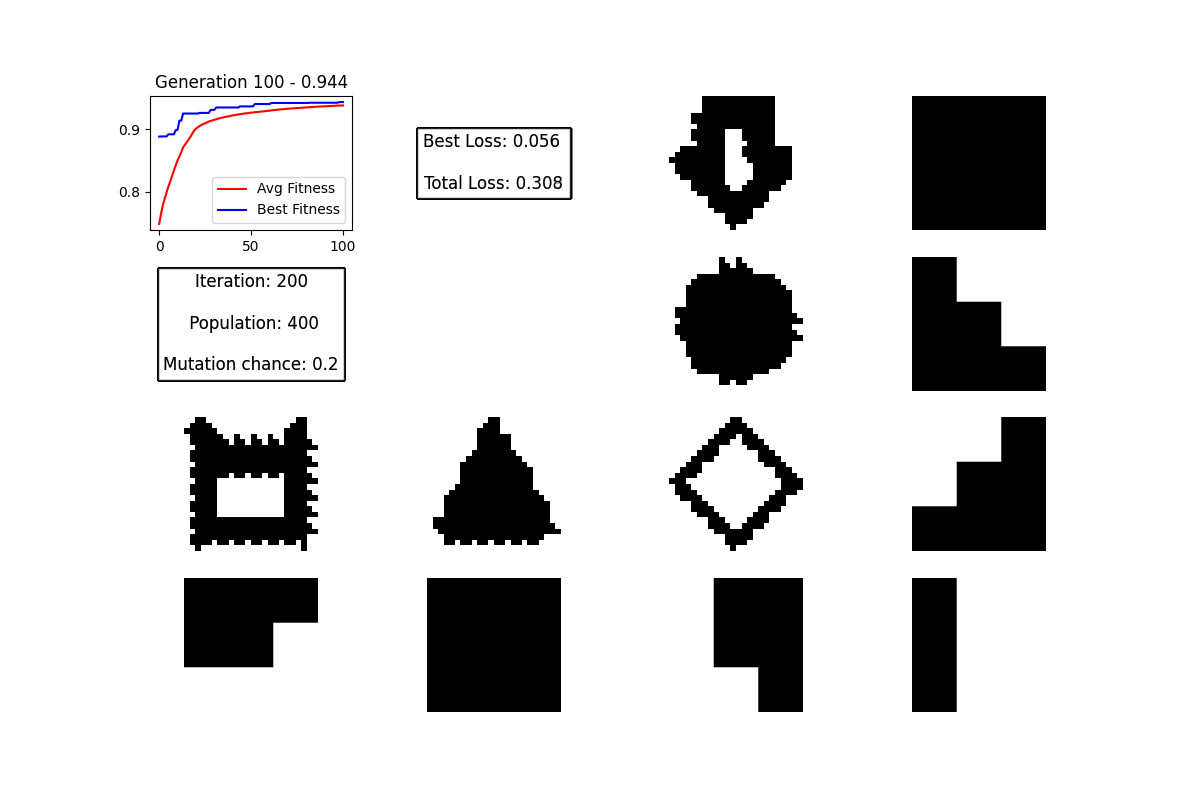 Generation 100 - 0.944
0.9
0.8
Avg Fitness
Best Fitness
0
50
100
Best Loss: 0.056
Total Loss: 0.308
Iteration: 200
Population: 400
Mutation chance: 0.2